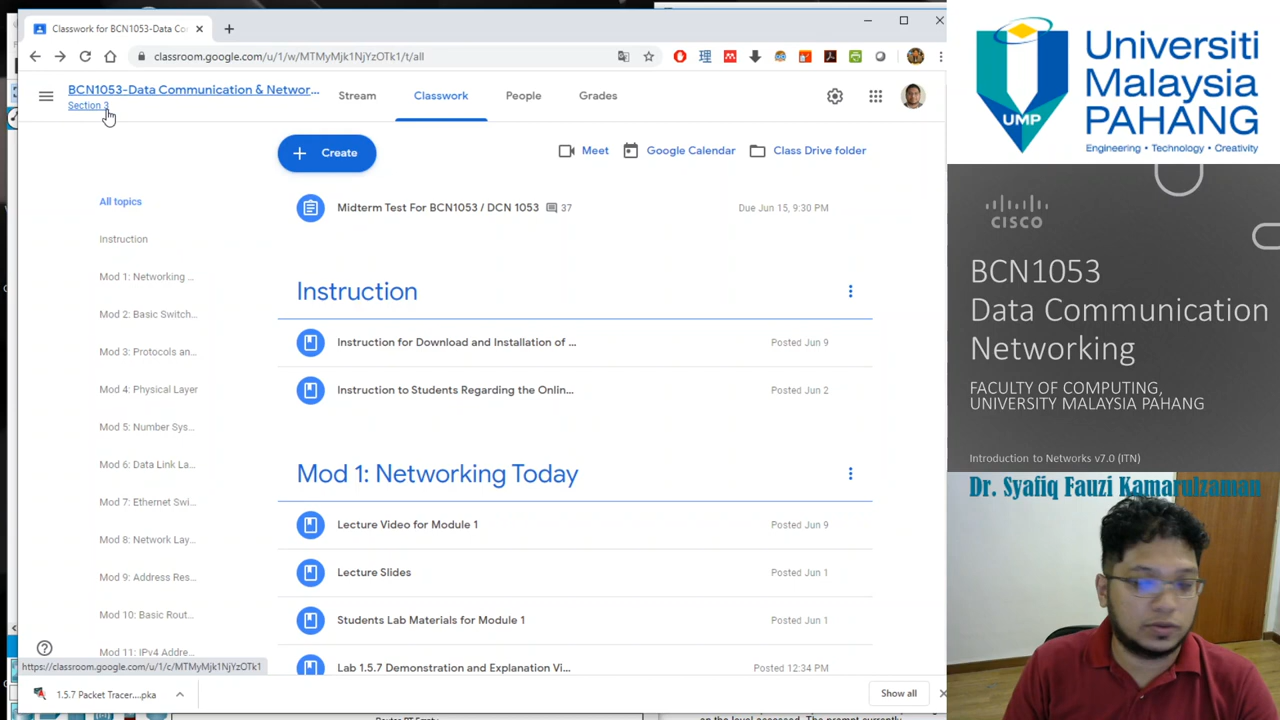 Classwork for BCN1053-Data Co
classroom.google.com/u/1/w/MTMyMjk1NjYzOTk1/t/all
BCN1053-Data Communication & Networ...
Section 3
Stream
Classwork
People
Grades
Create
Meet
Google Calendar
Class Drive folder
All topics
Instruction
Mod 1: Networking ...
Mod 2: Basic Switch...
Mod 3: Protocols an...
Mod 4: Physical Layer
Mod 5: Number Sys...
Mod 6: Data Link La...
Mod 7: Ethernet Swi...
Mod 8: Network Lay...
Mod 9: Address Res...
Mod 10: Basic Rout...
Mod 11: IPv4 Addre...
Midterm Test For BCN1053 / DCN 1053
37
Due Jun 15, 9:30 PM
Instruction
Instruction for Download and Installation of ...
Posted Jun 9
Instruction to Students Regarding the Onlin...
Posted Jun 2
Mod 1: Networking Today
Lecture Video for Module 1
Posted Jun 9
Lecture Slides
Posted Jun 1
Students Lab Materials for Module 1
Posted Jun 1
Lab 1.5.7 Demonstration and Explanation Vi...
Posted 12:34 PM
https://classroom.google.com/u/1/c/MTMyMjk1NjYzOTk1
1.5.7 Packet Tracer....pka
Show all
on the level accessed. The prompt currently
UMP
Universiti
Malaysia
PAHANG
Engineering • Technology • Creativity
CISCO
BCN1053
Data Communication
Networking
FACULTY OF COMPUTING,
UNIVERSITY MALAYSIA PAHANG
Introduction to Networks v7.0 (ITN)
Dr. Syafiq Fauzi Kamarulzaman